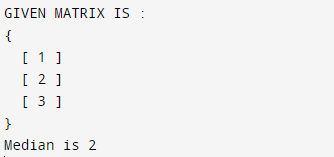 GIVEN MATRIX IS :
{
[ 1 ]
[ 2 ]
[ 3 ]
}
Median is 2